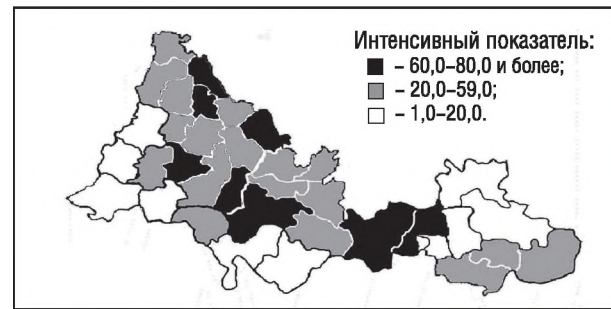 Интенсивный показатель:
– 60,0–80,0 и более;
– 20,0–59,0;
– 1,0–20,0.